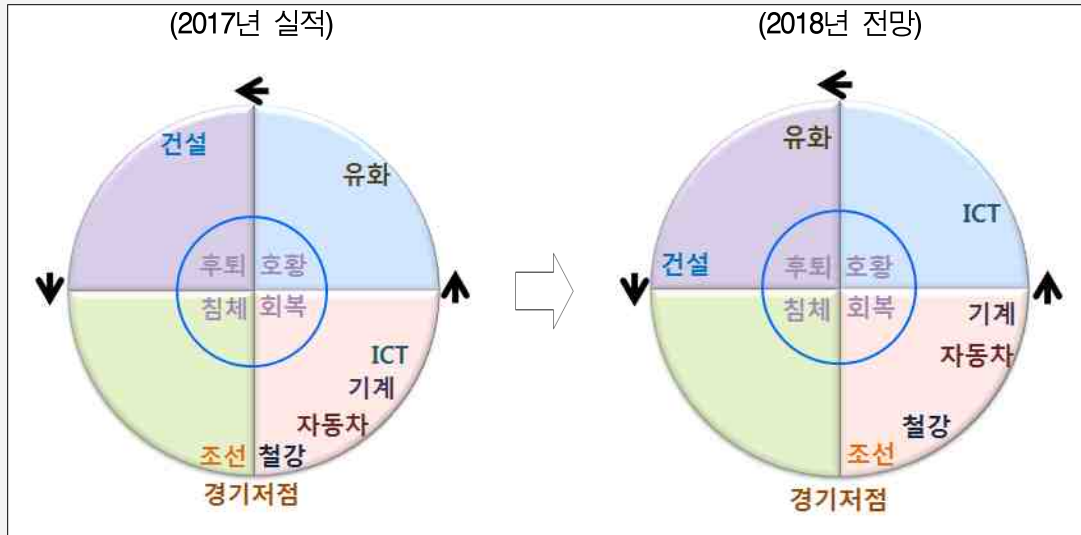 (2017년 실적)
건설
유화
후퇴 호황
침체 회복
ICT
기계
자동차
조선 철강
경기저점
(2018년 전망)
유화
ICT
건설
후퇴 호황
침체 회복
기계
자동차
철강
조선
경기저점